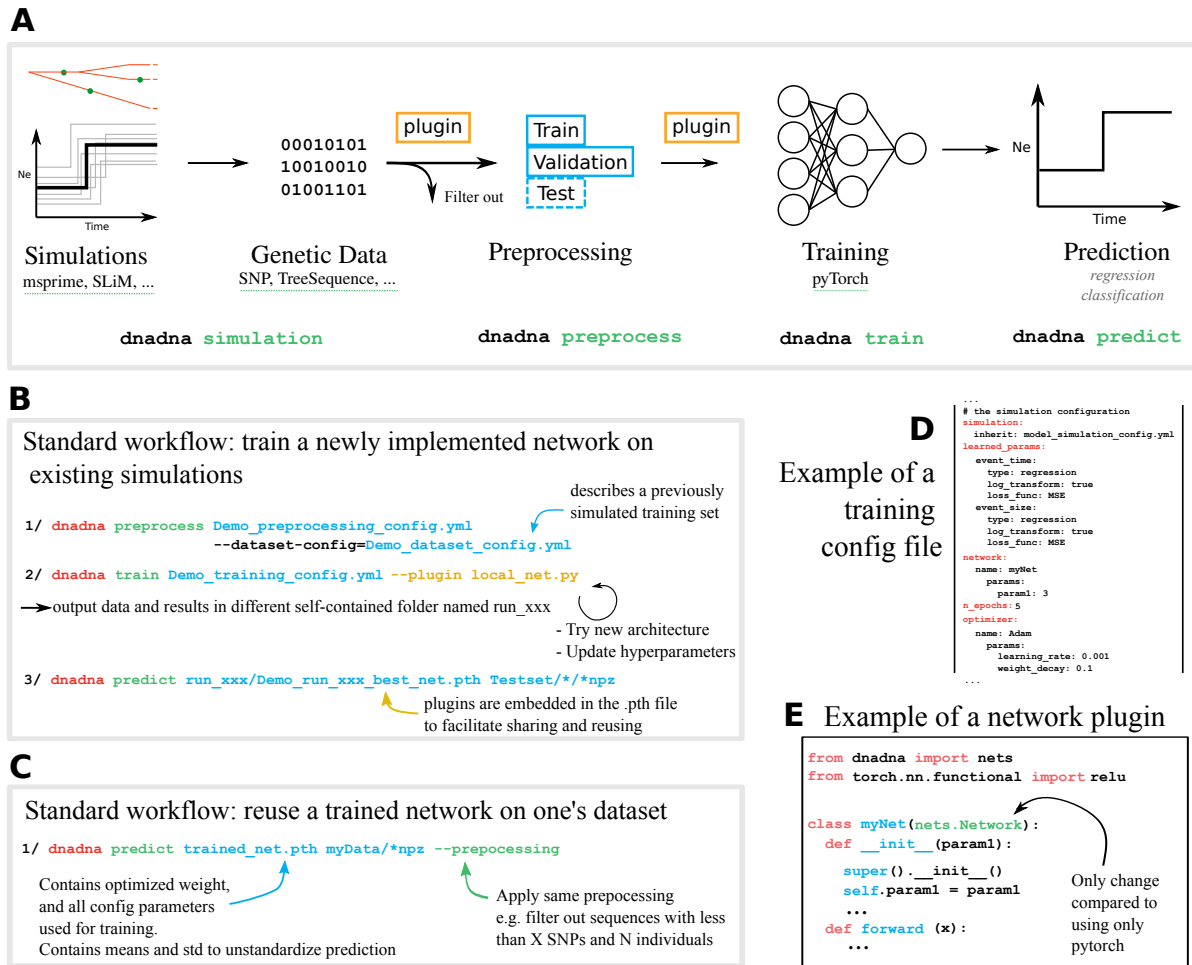 A
Ne
Time
Simulations
msprime, SLiM, ...
00010101
10010010
01001101
Genetic Data
SNP, TreeSequence, ...
plugin
Filter out
Train
Validation
Test
Preprocessing
plugin
Training
pyTorch
Ne
Time
Prediction
regression
classification
dnadna simulation
dnadna preprocess
dnadna train
dnadna predict
B
Standard workflow: train a newly implemented network on
existing simulations
describes a previously
simulated training set
1/ dnadna preprocess Demo_preprocessing_config.yml
--dataset-config=Demo_dataset_config.yml
2/ dnadna train Demo_training_config.yml --plugin local_net.py
output data and results in different self-contained folder named run_xxx
- Try new architecture
- Update hyperparameters
3/ dnadna predict run_xxx/Demo_run_xxx_best_net.pth Testset/*/*npz
plugins are embedded in the .pth file
to facilitate sharing and reusing
C
Standard workflow: reuse a trained network on one's dataset
1/ dnadna predict trained_net.pth myData/*npz --prepocessing
Contains optimized weight,
and all config parameters
used for training.
Contains means and std to unstandardize prediction
Apply same prepocessing
e.g. filter out sequences with less
than X SNPs and N individuals
D
Example of a
training
config file
...
# the simulation configuration
simulation:
inherit: model_simulation_config.yml
learned_params:
event_time:
type: regression
log_transform: true
loss_func: MSE
event_size:
type: regression
log_transform: true
loss_func: MSE
network:
name: myNet
params:
param1: 3
n_epochs: 5
optimizer:
name: Adam
params:
learning_rate: 0.001
weight_decay: 0.1
...
E Example of a network plugin
from dnadna import nets
from torch.nn.functional import relu
class myNet(nets.Network):
def __init__(param1):
super().__init__()
self.param1 = param1
...
def forward (x):
...
Only change
compared to
using only
pytorch